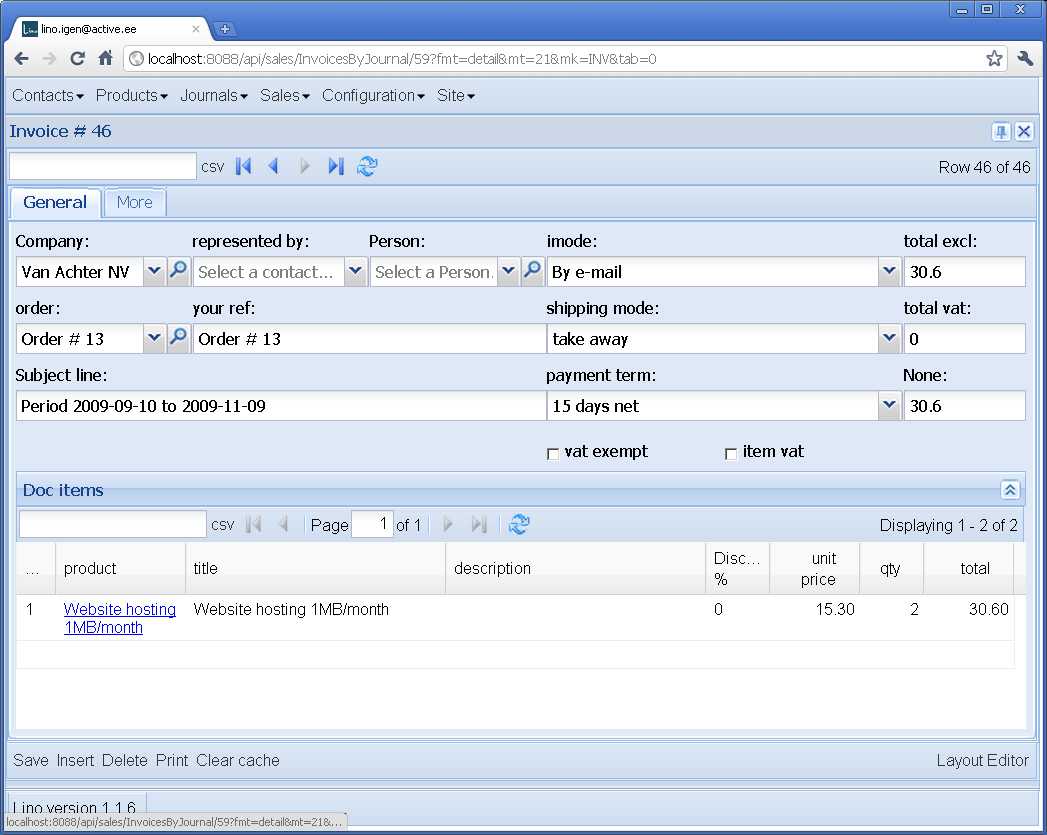 lino.igen@active.ee
localhost:8088/api/sales/InvoicesByJournal/59?fmt=detail&mt=21&mk=INV&tab=0
Contacts Products Journals Sales Configuration Site
Invoice # 46
csv Row 46 of 46
General More
Company: represented by: Person: imode: total excl:
Van Achter NV Select a contact... Select a Person. By e-mail 30.6
order: your ref: shipping mode: total vat:
Order # 13 Order # 13 take away 0
Subject line: payment term: None:
Period 2009-09-10 to 2009-11-09 15 days net 30.6
vat exempt item vat
Doc items
csv Page 1 of 1 Displaying 1 - 2 of 2
... product title description Disc... % unit price qty total
1 Website hosting 1MB/month Website hosting 1MB/month 0 15.30 2 30.60
Save Insert Delete Print Clear cache Layout Editor
Lino version 1.1.6
localhost:8088/api/sales/InvoicesByJournal/59?fmt=detail&mt=21&...